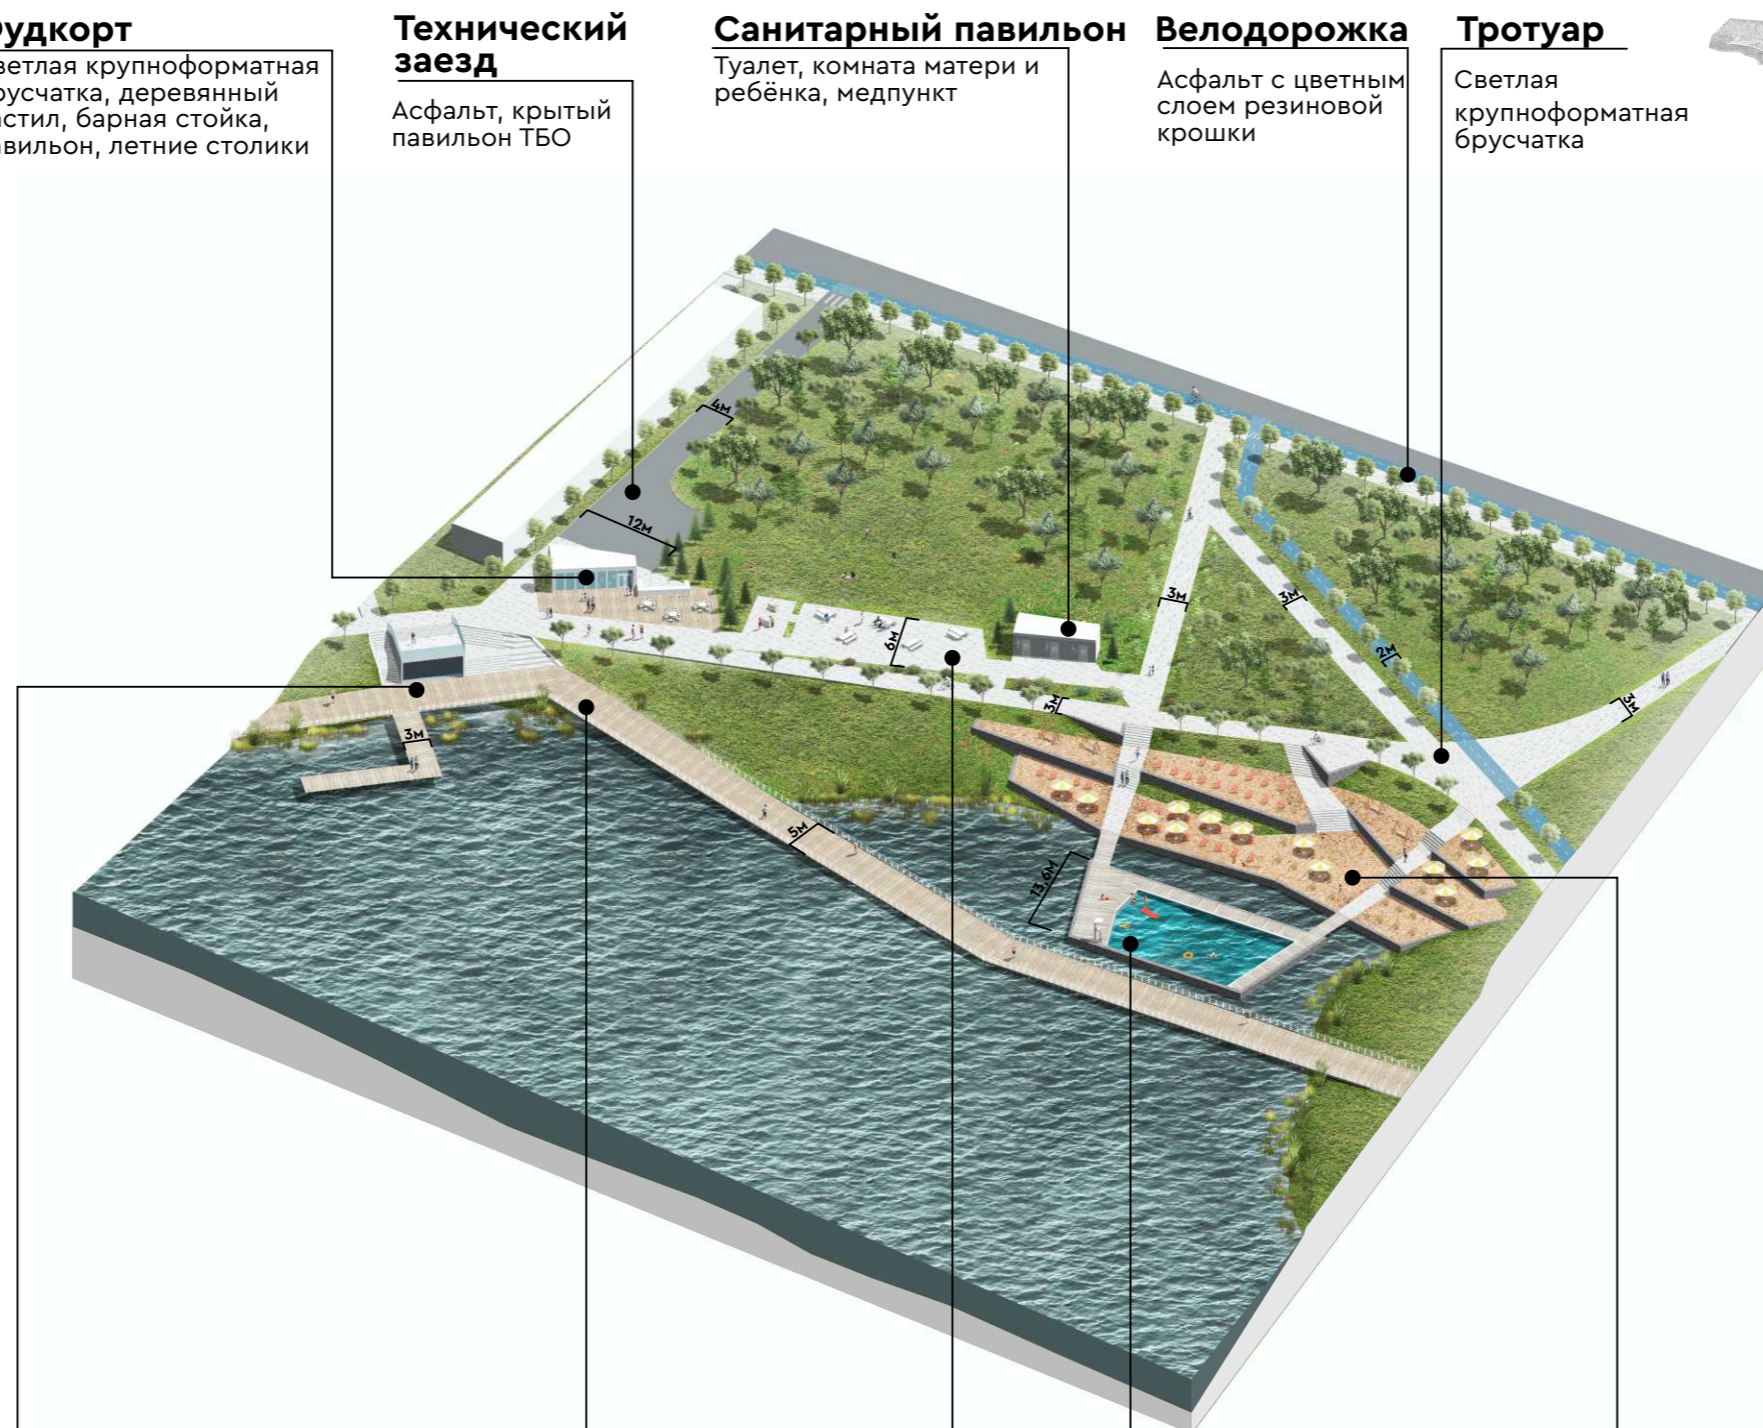 удкорт
Технический
заезд
Санитарный павильон
Велодорожка
Тротуар
ветлая крупноформатная
русчатка, деревянный
астил, барная стойка,
авильон, летние столики
Асфальт, крытый
павильон ТБО
Туалет, комната матери и
ребёнка, медпункт
Асфальт с цветным
слоем резиновой
крошки
Светлая
крупноформатная
брусчатка
4м
12м
3м
3м
6м
2м
3м
3м
3м
5м
13,6м